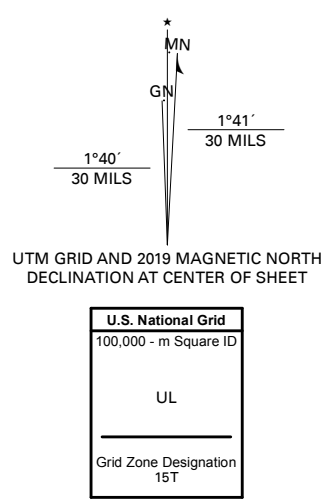 ★
MN
GN
1°41´
30 MILS
1°40´
30 MILS
UTM GRID AND 2019 MAGNETIC NORTH
DECLINATION AT CENTER OF SHEET
U.S. National Grid
100,000 - m Square ID
UL
Grid Zone Designation
15T